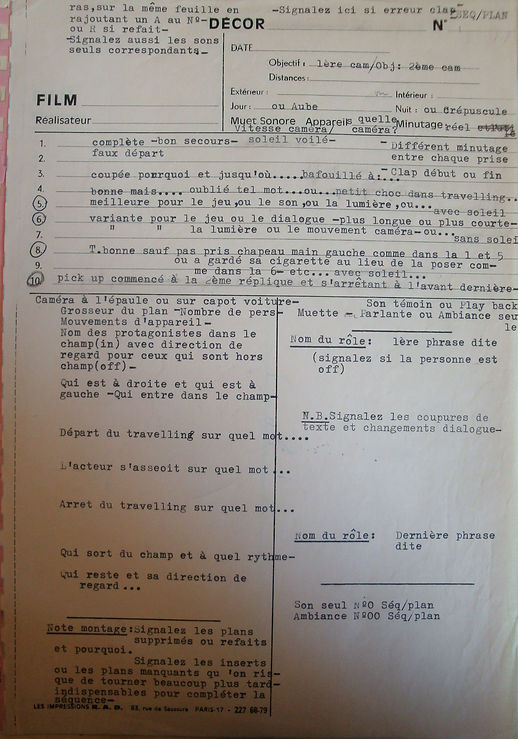 ras,sur la même feuille en
rajoutant un A au Nº-
ou R si refait-
-Signalez aussi les sons
seuls correspondants-
-Signalez ici si erreur clap-
DÉCOR
N° SEQ/PLAN
DATE
Objectif: 1ère cam/Obj: 2ème cam
Distances:
FILM
Extérieur: Intérieur:
Jour: ou Aube Nuit: ou Crépuscule
Réalisateur
Muet Sonore Appareils quelle Minutage réel
Vitesse caméra/ caméra?
1. complète -bon secours- soleil voilé-
2. faux départ
- Différent minutage
entre chaque prise
3. coupée pourquoi et jusqu'où.....bafouillé à:...- Clap début ou fin
4. bonne mais.... oublié tel mot...ou...petit choc dans travelling..
5 meilleure pour le jeu,ou le son,ou la lumière,ou... avec soleil
6 variante pour le jeu ou le dialogue -plus longue ou plus courte-
7. " " la lumière ou le mouvement caméra-ou...sans solei
8 T.bonne sauf pas pris chapeau main gauche comme dans la 1 et 5
9. ou a gardé sa cigarette au lieu de la poser com-
me dans la 6- etc... avec soleil...
10 pick up commencé à la 2ème réplique et s'arrêtant à l'avant dernière-
Caméra à l'épaule ou sur capot voiture-
Grosseur du plan -Nombre de pers-
Mouvements d'appareil-
Nom des protagonistes dans le
champ(in) avec direction de
regard pour ceux qui sont hors
champ(off)-
Qui est à droite et qui est à
gauche -Qui entre dans le champ-
Départ du travelling sur quel mot....
L'acteur s'asseoit sur quel mot...
Arret du travelling sur quel mot...
Qui sort du champ et à quel rythme-
Qui reste et sa direction de
regard...
Note montage:Signalez les plans
supprimés ou refaits
et pourquoi.
Signalez les inserts
ou les plans manquants qu'on ris-
que de tourner beaucoup plus tard-
indispensables pour compléter la
séquence-
Son témoin ou Play back
Muette - Parlante ou Ambiance seu
le
Nom du rôle: 1ère phrase dite
(signalez si la personne est
off)
N.B.Signalez les coupures de
texte et changements dialogue-
Nom du rôle: Dernière phrase
dite
Son seul Nº0 Séq/plan
Ambiance Nº00 Séq/plan
LES IMPRESSIONS R.A.B. 83, rue de Saussure PARIS-17 - 227 68-79